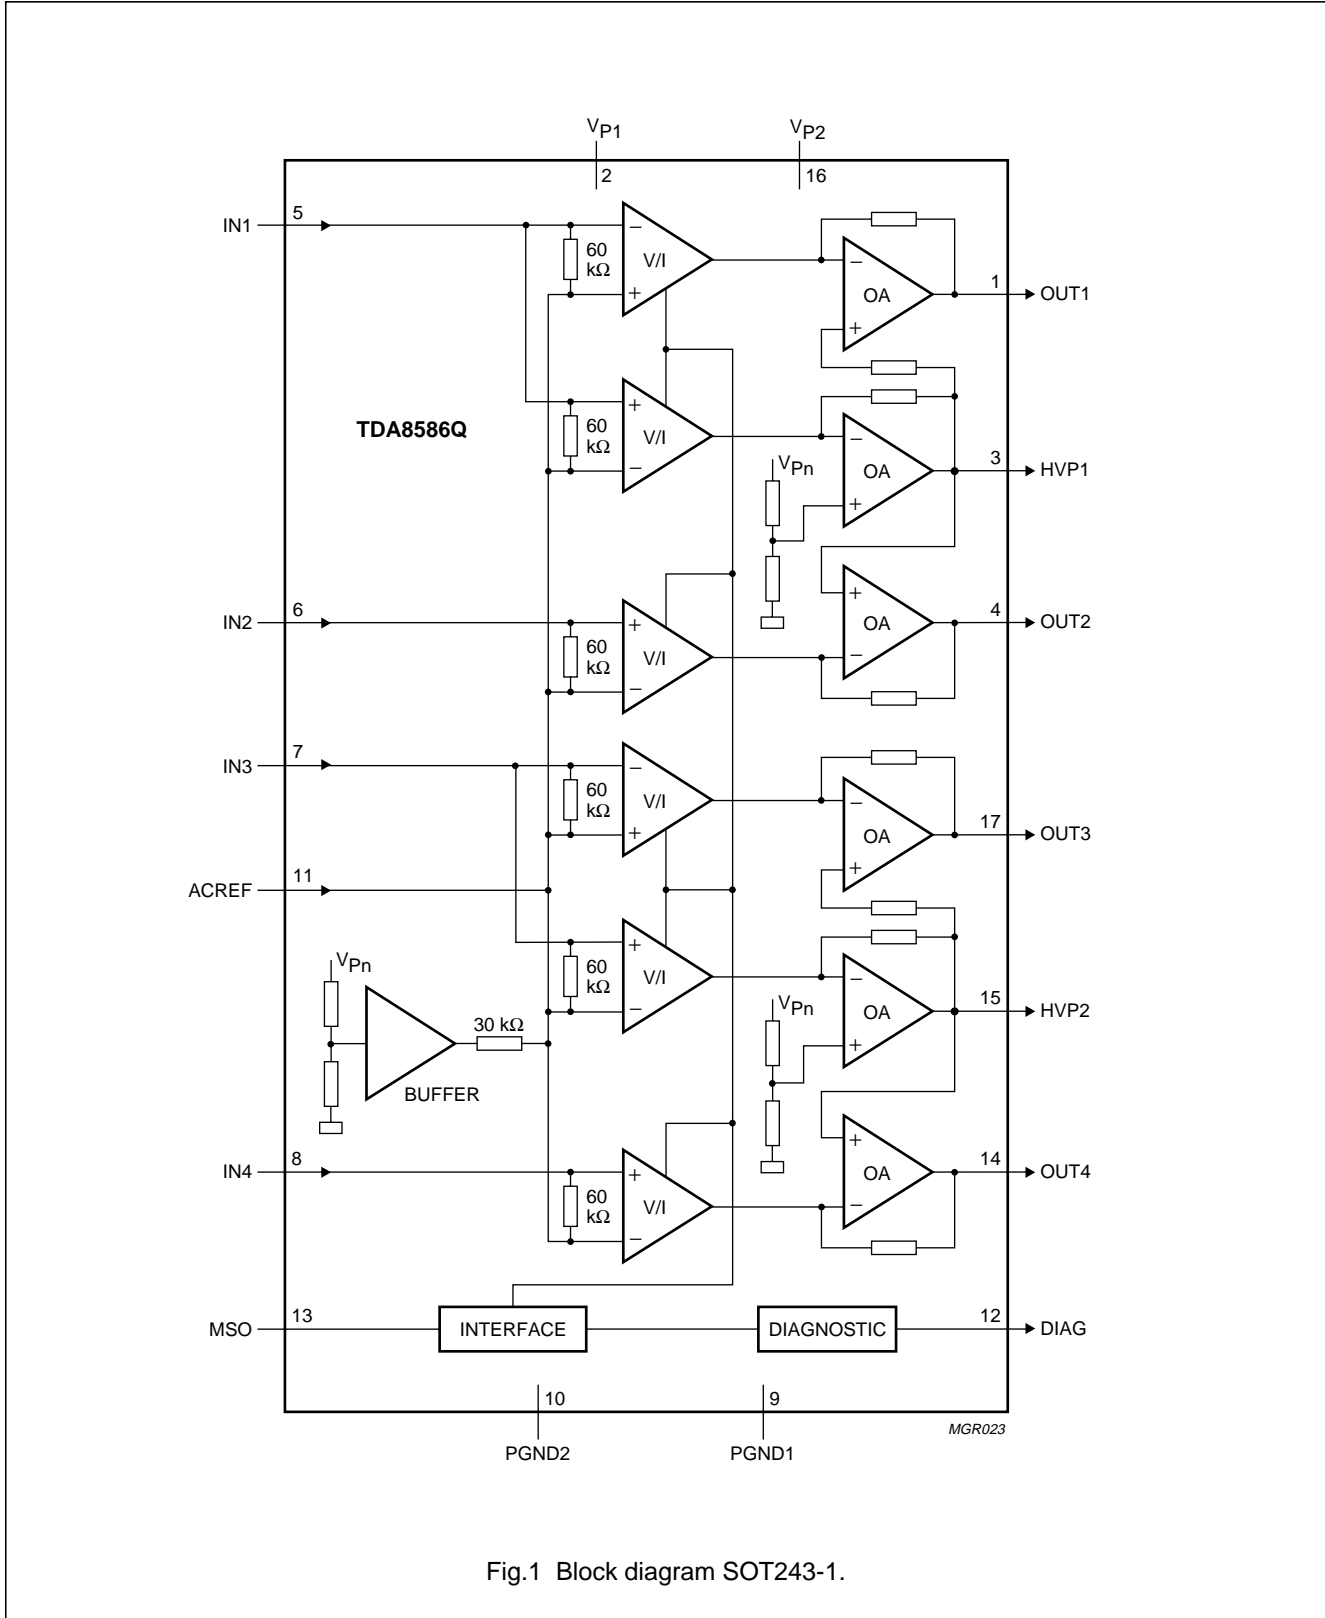 VP1
VP2
2
16
IN1
5
60
kΩ
−
V/I
+
−
OA
+
1
OUT1
TDA8586Q
60
kΩ
+
V/I
−
VPn
−
OA
+
3
HVP1
IN2
6
60
kΩ
+
V/I
−
+
OA
−
4
OUT2
IN3
7
60
kΩ
−
V/I
+
−
OA
+
17
OUT3
ACREF
11
60
kΩ
+
V/I
−
VPn
−
OA
+
15
HVP2
VPn
30 kΩ
BUFFER
IN4
8
60
kΩ
+
V/I
−
+
OA
−
14
OUT4
MSO
13
INTERFACE
DIAGNOSTIC
12
DIAG
10
9
MGR023
PGND2
PGND1
Fig.1 Block diagram SOT243-1.